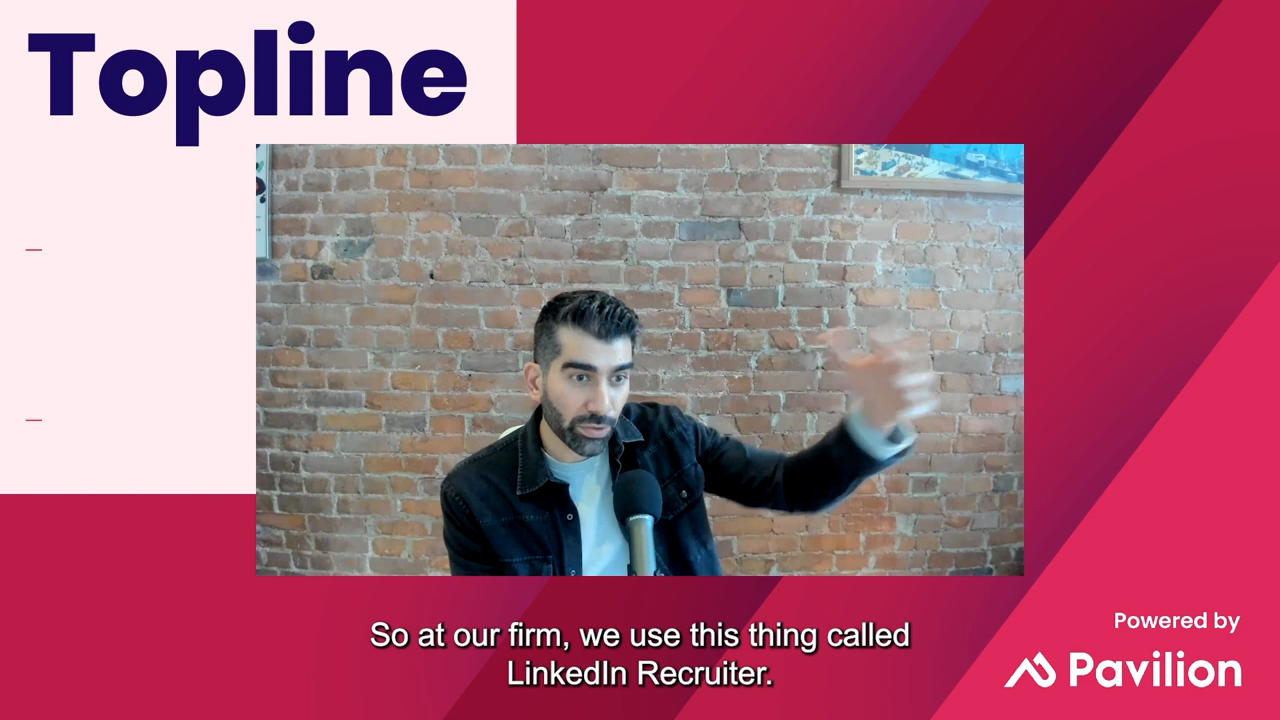 Topline
So at our firm, we use this thing called
LinkedIn Recruiter.
Powered by
Pavilion